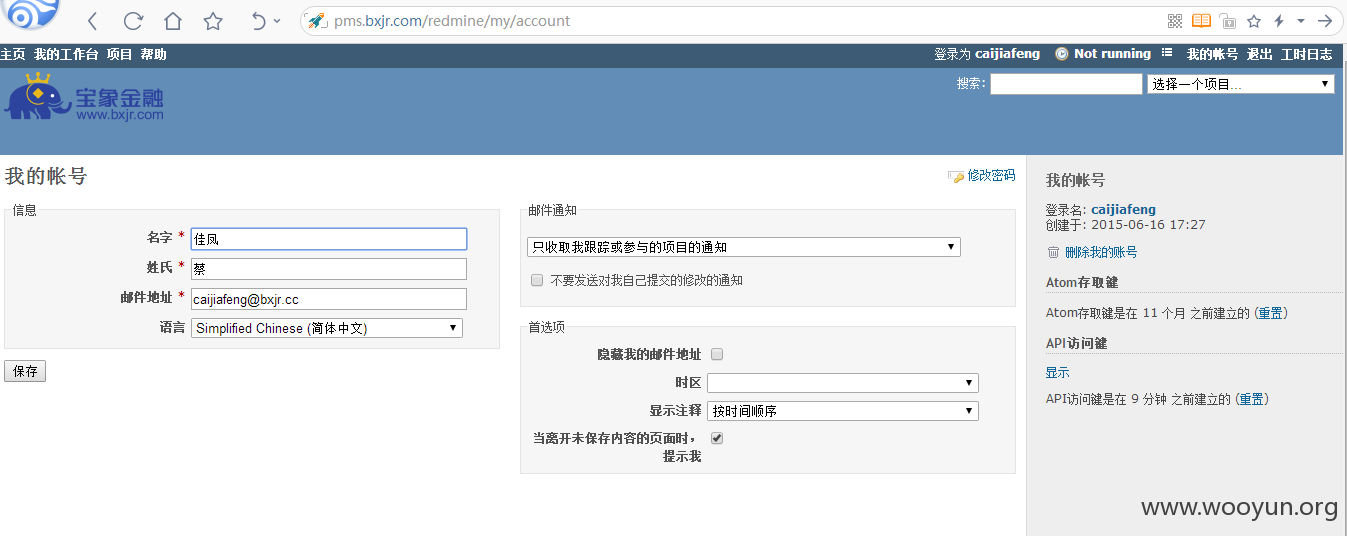 pms.bxjr.com/redmine/my/account
主页 我的工作台 项目 帮助
登录为 caijiafeng Not running 我的帐号 退出 工时日志
宝象金融
www.bxjr.com
搜索: 选择一个项目...
我的帐号
修改密码
信息
名字 * 佳凤
姓氏 * 蔡
邮件地址 * caijiafeng@bxjr.cc
语言 Simplified Chinese (简体中文)
保存
邮件通知
只收取我跟踪或参与的项目的通知
不要发送对我自己提交的修改的通知
首选项
隐藏我的邮件地址
时区
显示注释 按时间顺序
当离开未保存内容的页面时，
提示我
我的帐号
登录名: caijiafeng
创建于: 2015-06-16 17:27
删除我的账号
Atom存取键
Atom存取键是在 11 个月 之前建立的 (重置)
API访问键
显示
API访问键是在 9 分钟 之前建立的 (重置)
www.wooyun.org